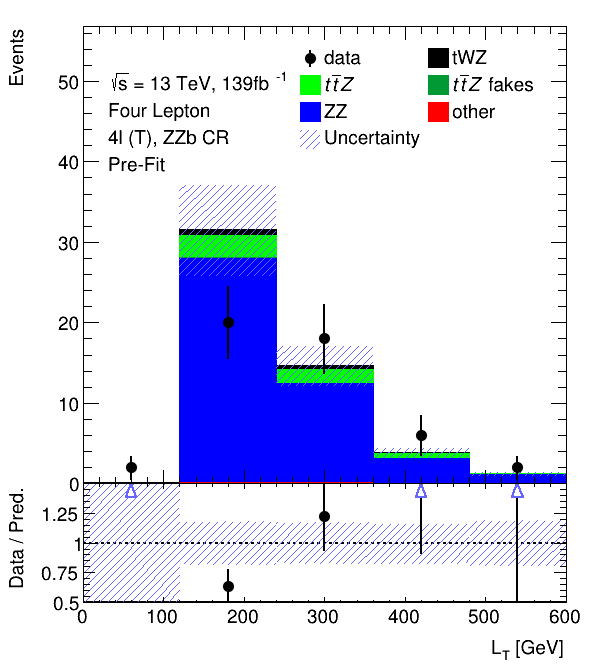 Events
50
40
30
20
10
0
√s = 13 TeV, 139fb⁻¹
Four Lepton
4l (T), ZZb CR
Pre-Fit
data
tt̄Z
ZZ
Uncertainty
tWZ
tt̄Z fakes
other
Data / Pred.
1.25
1
0.75
0.5
0 100 200 300 400 500 600
L_T [GeV]